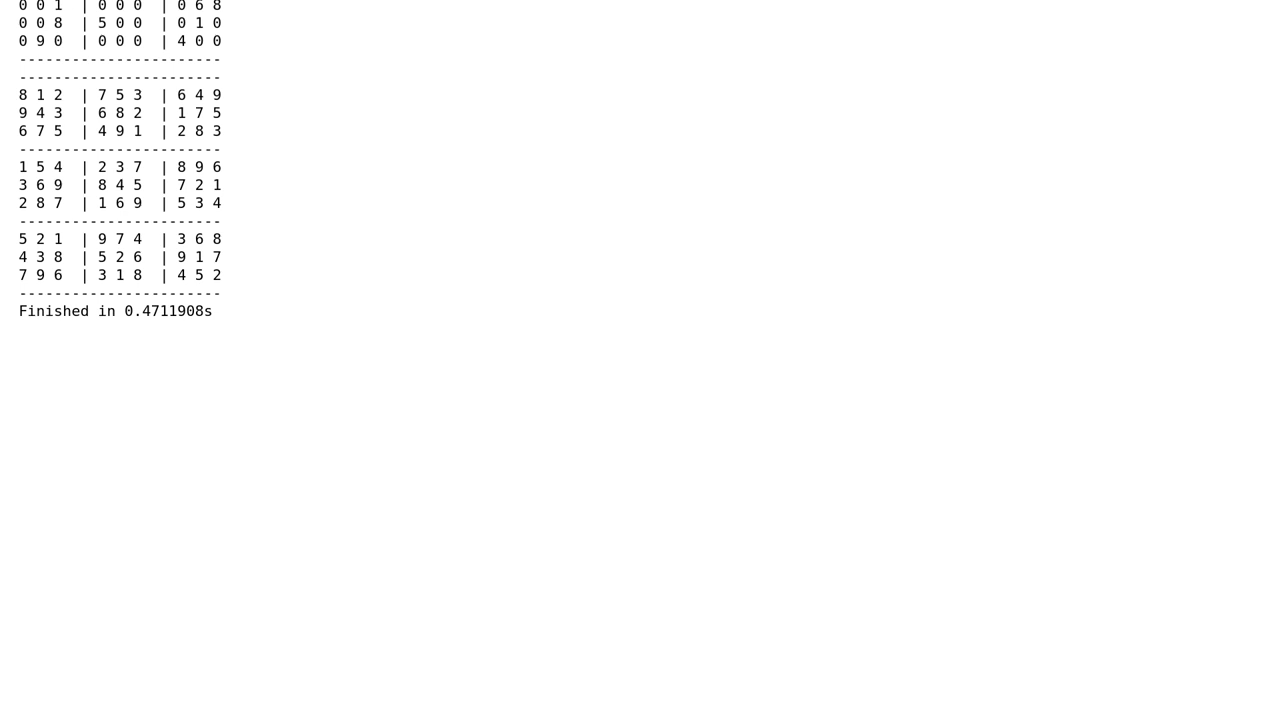 0 0 1  | 0 0 0  | 0 6 8
0 0 8  | 5 0 0  | 0 1 0
0 9 0  | 0 0 0  | 4 0 0
-----------------------
-----------------------
8 1 2  | 7 5 3  | 6 4 9
9 4 3  | 6 8 2  | 1 7 5
6 7 5  | 4 9 1  | 2 8 3
-----------------------
1 5 4  | 2 3 7  | 8 9 6
3 6 9  | 8 4 5  | 7 2 1
2 8 7  | 1 6 9  | 5 3 4
-----------------------
5 2 1  | 9 7 4  | 3 6 8
4 3 8  | 5 2 6  | 9 1 7
7 9 6  | 3 1 8  | 4 5 2
-----------------------
Finished in 0.4711908s